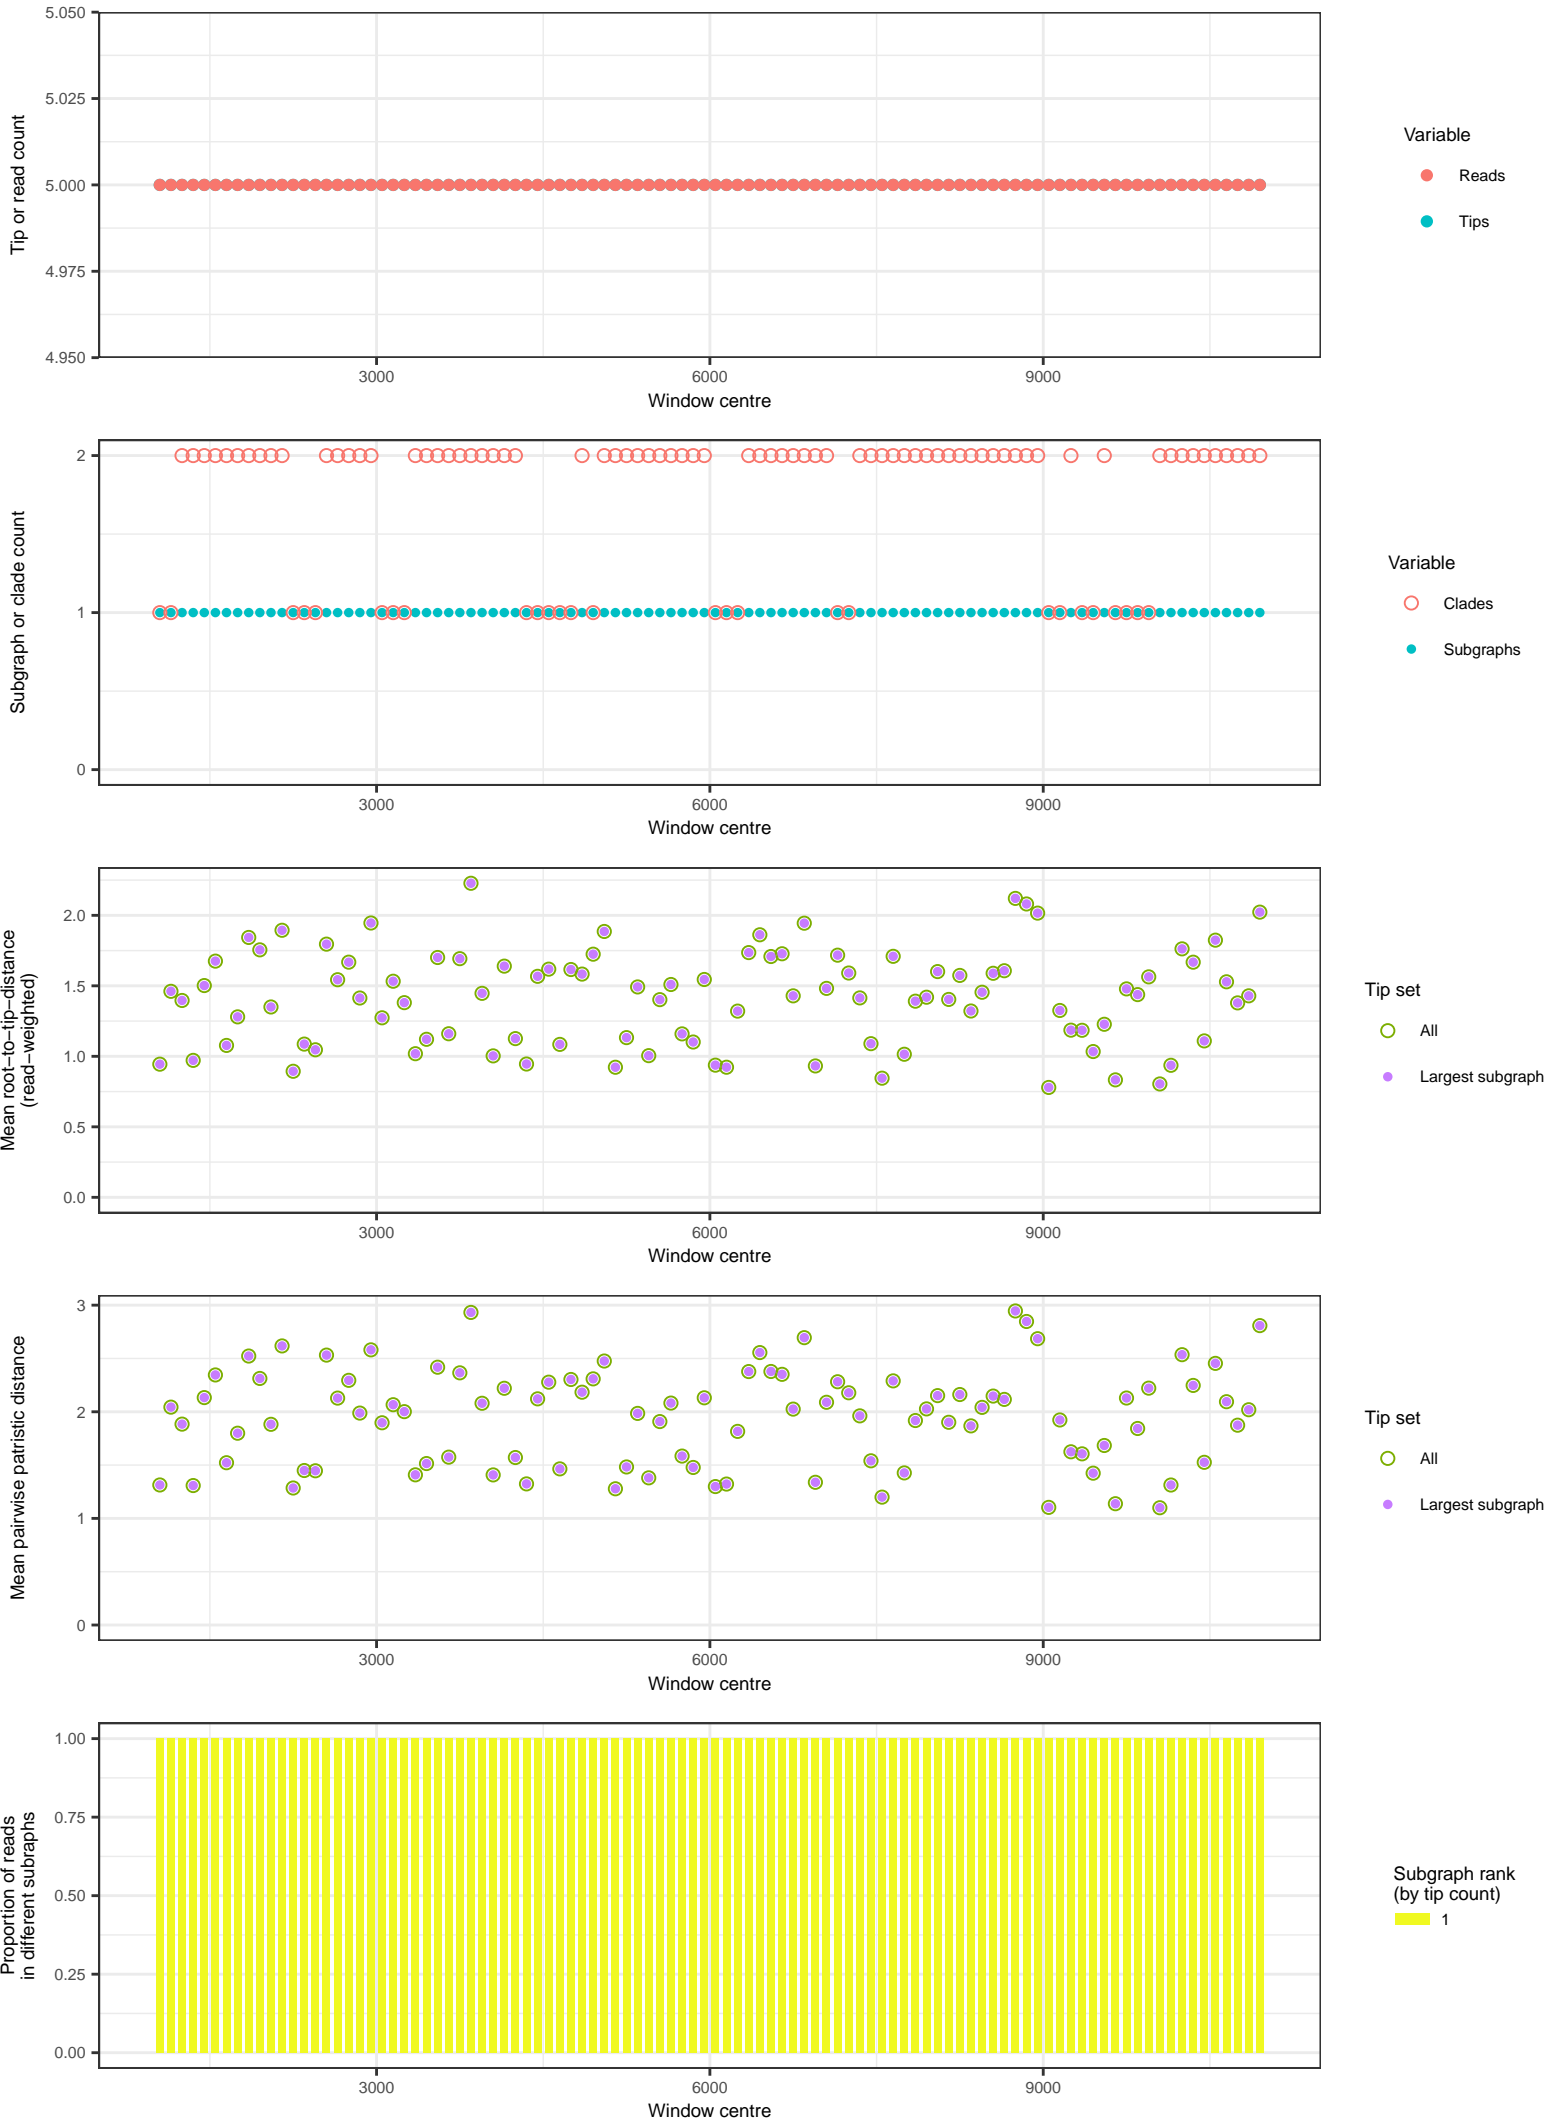 5.050
5.025
5.000
4.975
4.950
Tip or read count
3000
6000
9000
Window centre
Variable
Reads
Tips
2
1
0
Subgraph or clade count
3000
6000
9000
Window centre
Variable
Clades
Subgraphs
2.0
1.5
1.0
0.5
0.0
Mean root−to−tip−distance
(read−weighted)
3000
6000
9000
Window centre
Tip set
All
Largest subgraph
3
2
1
0
Mean pairwise patristic distance
3000
6000
9000
Window centre
Tip set
All
Largest subgraph
1.00
0.75
0.50
0.25
0.00
Proportion of reads
in different subraphs
3000
6000
9000
Window centre
Subgraph rank
(by tip count)
1